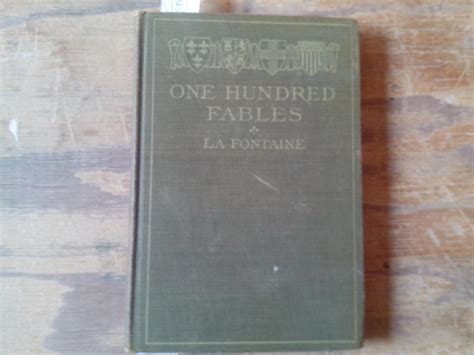 ONE HUNDRED
FABLES
LA FONTAINE